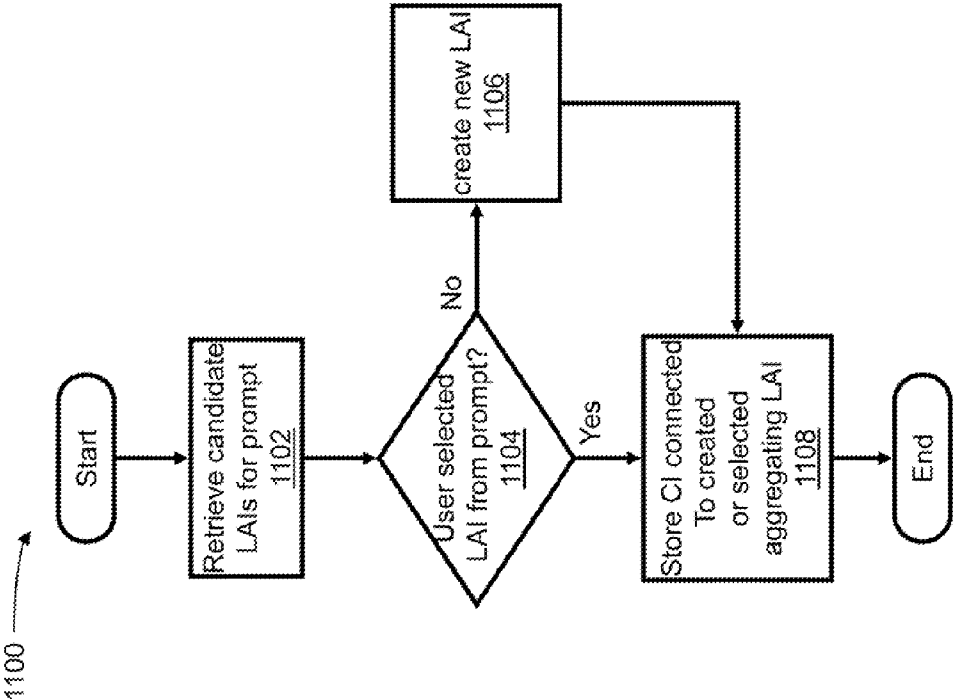 1100
Start
Retrieve candidate
LAIs for prompt
1102
User selected
LAI from prompt?
1104
No
create new LAI
1106
Yes
Store CI connected
To created
or selected
aggregating LAI
1108
End